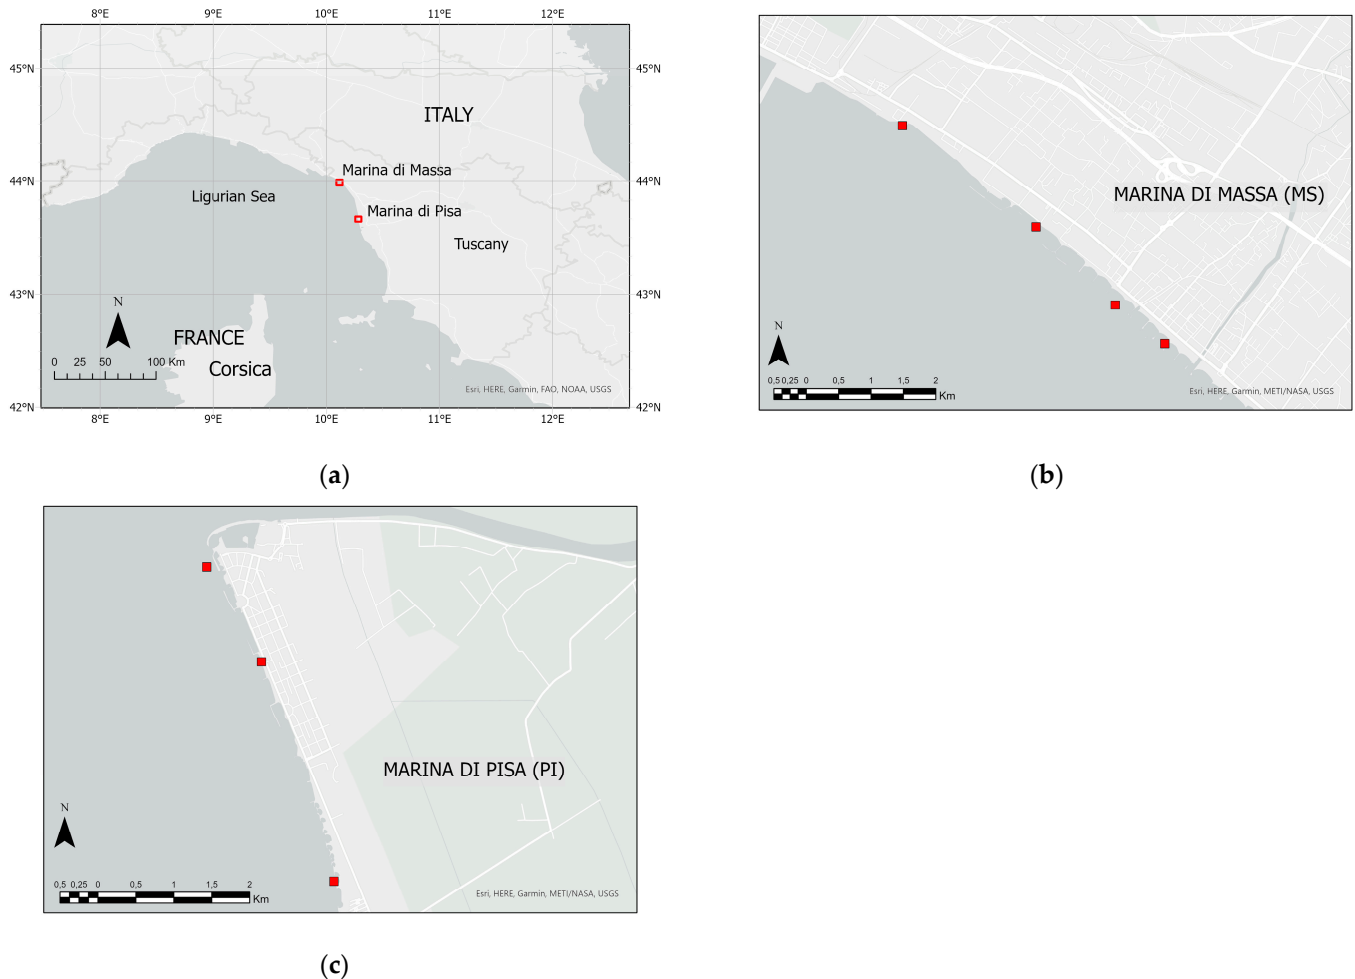 8°E 9°E 10°E 11°E 12°E
45°N 45°N
ITALY
Marina di Massa
44°N 44°N
Ligurian Sea
Marina di Pisa
Tuscany
43°N 43°N
N
FRANCE
0 25 50 100 Km
Corsica
Esri, HERE, Garmin, FAO, NOAA, USGS
42°N 42°N
8°E 9°E 10°E 11°E 12°E
(a)
MARINA DI MASSA (MS)
N
0,5 0,25 0 0,5 1 1,5 2
Km
Esri, HERE, Garmin, METI/NASA, USGS
(b)
MARINA DI PISA (PI)
N
0,5 0,25 0 0,5 1 1,5 2
Km
Esri, HERE, Garmin, METI/NASA, USGS
(c)